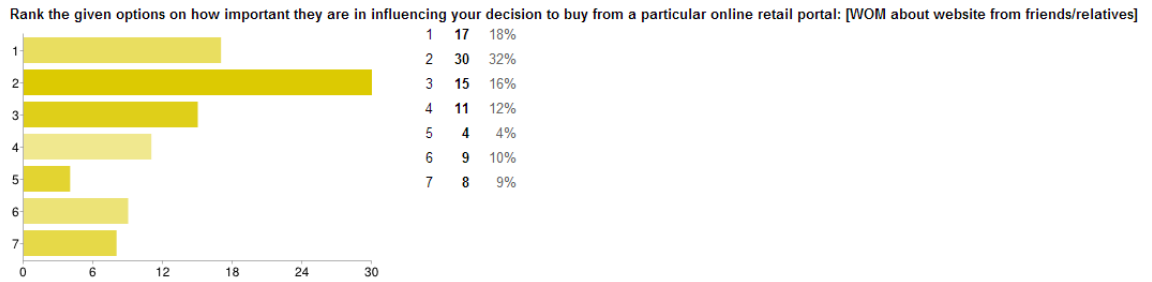 Rank the given options on how important they are in influencing your decision to buy from a particular online retail portal: [WOM about website from friends/relatives]
1 17 18%
2 30 32%
3 15 16%
4 11 12%
5 4 4%
6 9 10%
7 8 9%
1
2
3
4
5
6
7
0 6 12 18 24 30